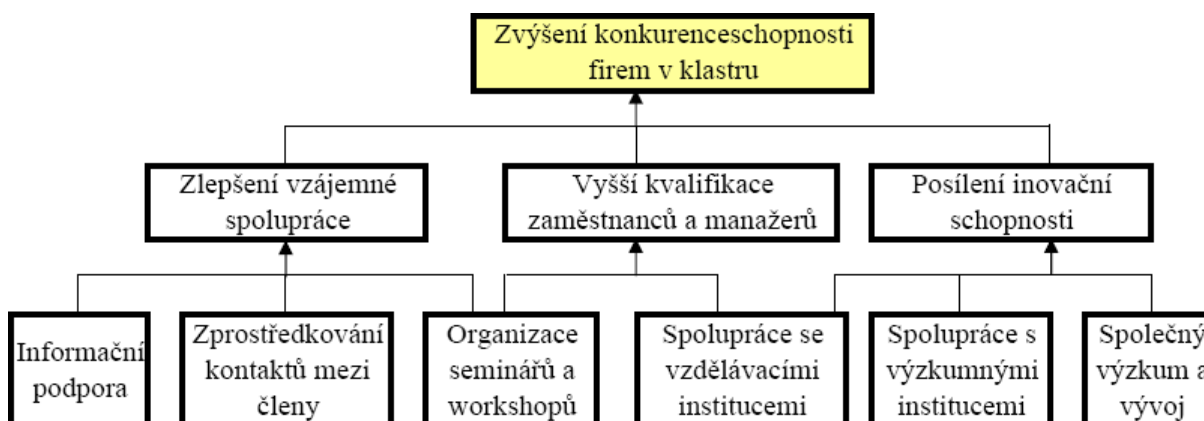 Zvýšení konkurenceschopnosti
firem v klastru
Zlepšení vzájemné
spolupráce
Vyšší kvalifikace
zaměstnanců a manažerů
Posílení inovační
schopnosti
Informační
podpora
Zprostředkování
kontaktů mezi
členy
Organizace
seminářů a
workshopů
Spolupráce se
vzdělávacími
institucemi
Spolupráce s
výzkumnými
institucemi
Společný
výzkum a
vývoj